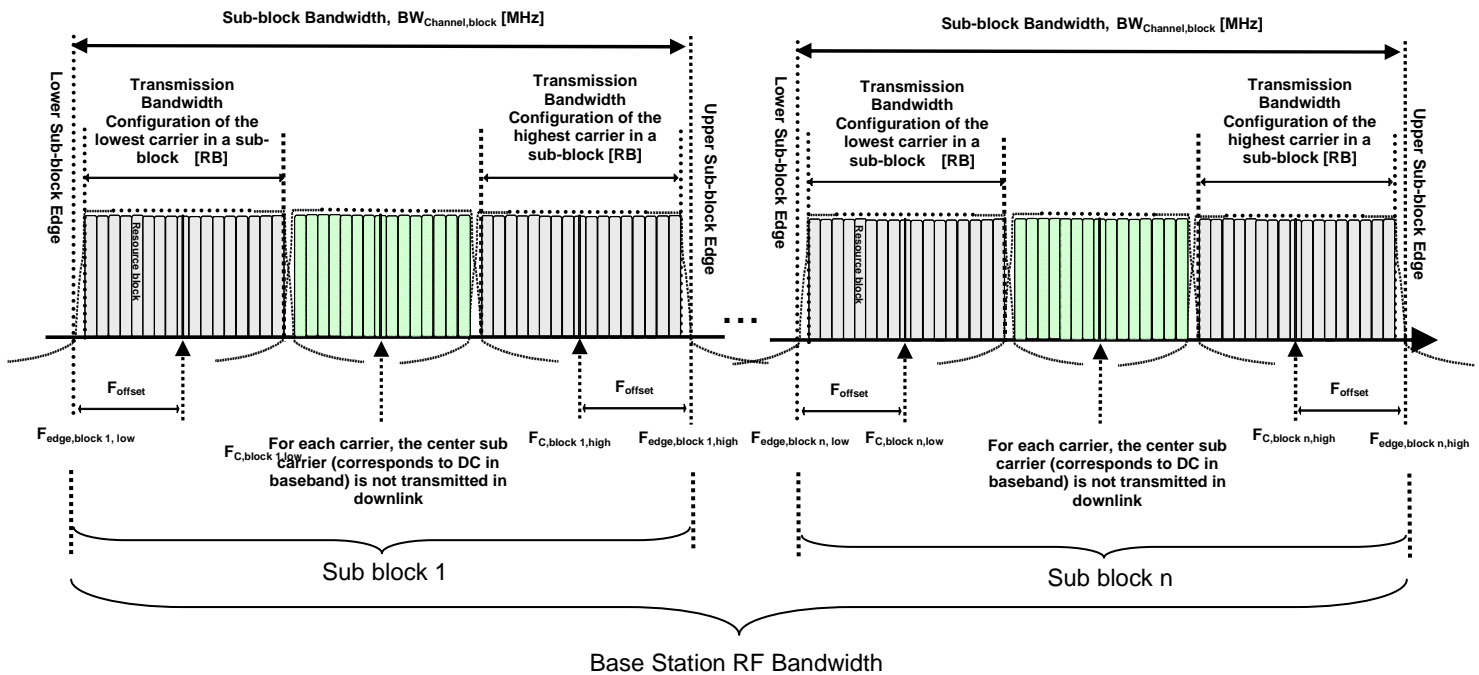 Sub-block Bandwidth, BWChannel,block [MHz]
Lower Sub-block Edge
Transmission
Bandwidth
Configuration of the
lowest carrier in a sub-
block [RB]
Transmission
Bandwidth
Configuration of the
highest carrier in a
sub-block [RB]
Upper Sub-block Edge
Resource block
Foffset
Foffset
Fedge,block 1, low
FC,block 1,low
For each carrier, the center sub
carrier (corresponds to DC in
baseband) is not transmitted in
downlink
FC,block 1,high
Fedge,block 1,high
Sub block 1
...
Sub-block Bandwidth, BWChannel,block [MHz]
Lower Sub-block Edge
Transmission
Bandwidth
Configuration of the
lowest carrier in
a sub-block [RB]
Transmission
Bandwidth
Configuration of the
highest carrier in a
sub-block [RB]
Upper Sub-block Edge
Resource block
Foffset
Foffset
Fedge,block n, low
FC,block n,low
For each carrier, the center sub
carrier (corresponds to DC in
baseband) is not transmitted in
downlink
FC,block n,high
Fedge,block n,high
Sub block n
Base Station RF Bandwidth